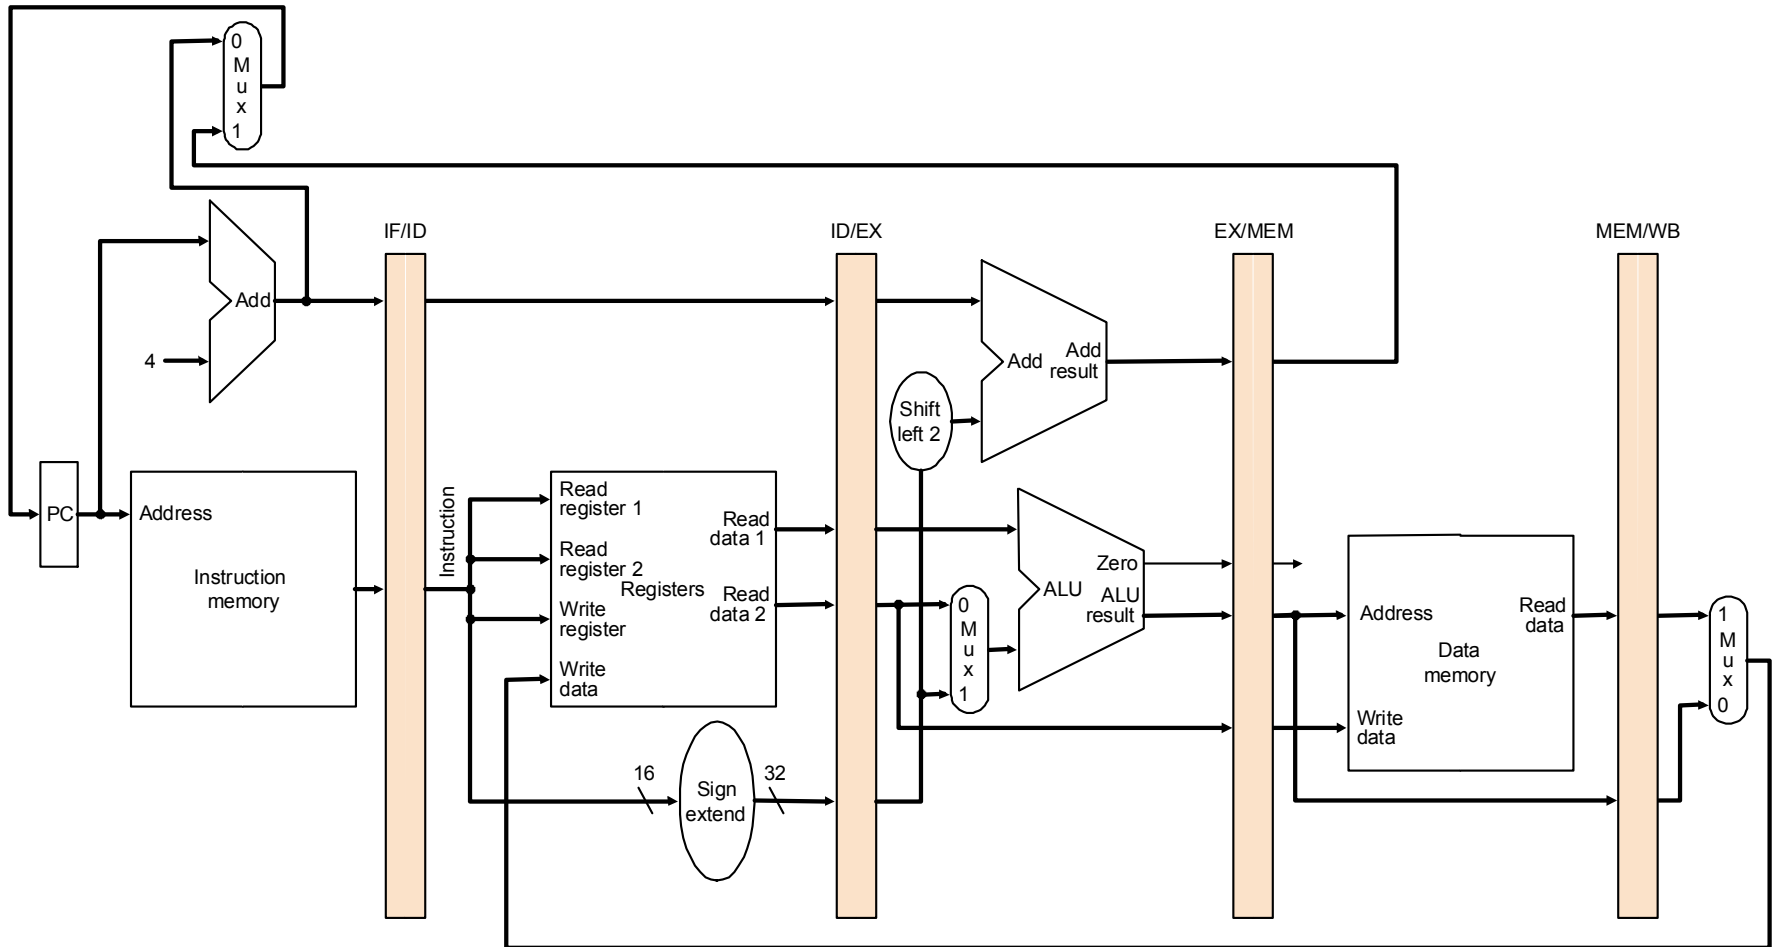 0
M
u
x
1
IF/ID
ID/EX
EX/MEM
MEM/WB
Add
4
Add
Add
result
Shift
left 2
PC
Address
Instruction
memory
Instruction
Read
register 1
Read
register 2
Write
register
Write
data
Registers
Read
data 1
Read
data 2
Zero
ALU
ALU
result
0
M
u
x
1
Address
Read
data
Data
memory
Write
data
1
M
u
x
0
16
Sign
extend
32